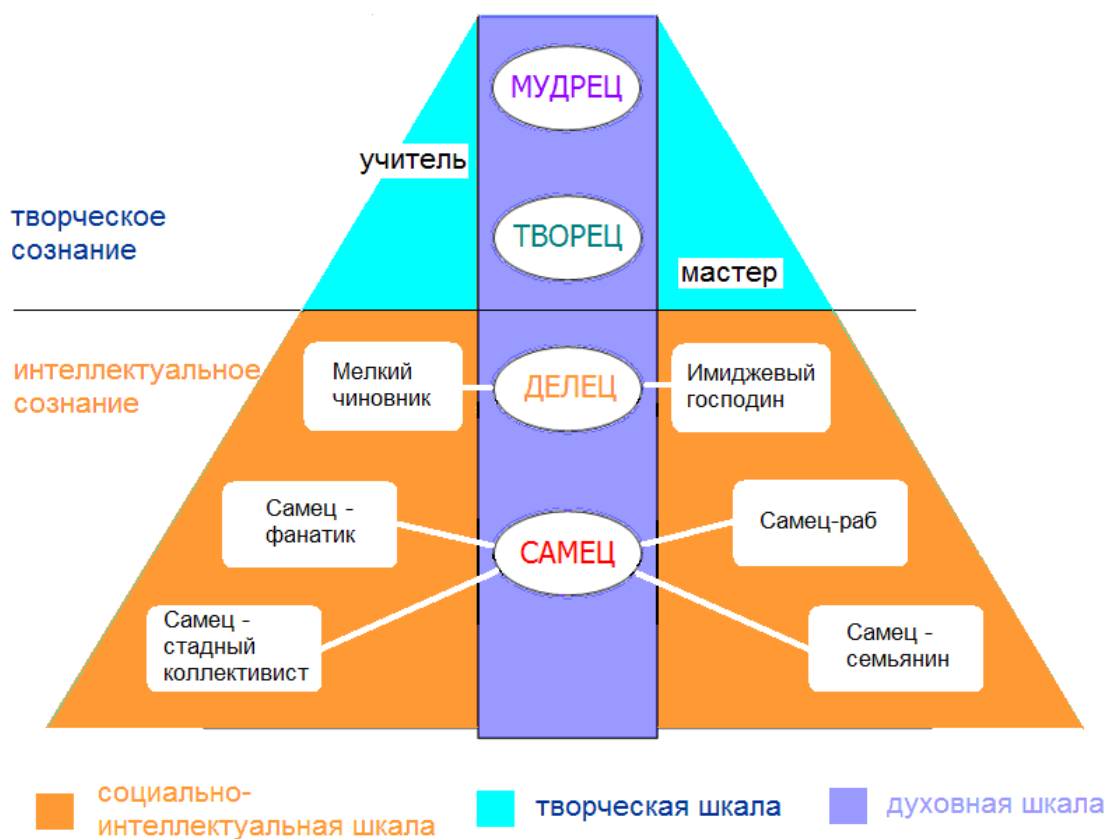 МУДРЕЦ
учитель
творческое
сознание
ТВОРЕЦ
мастер
интеллектуальное
сознание
Мелкий
чиновник
ДЕЛЕЦ
Имиджевый
господин
Самец -
фанатик
САМЕЦ
Самец-раб
Самец -
стадный
коллективист
Самец -
семьянин
социально-
интеллектуальная шкала
творческая шкала
духовная шкала